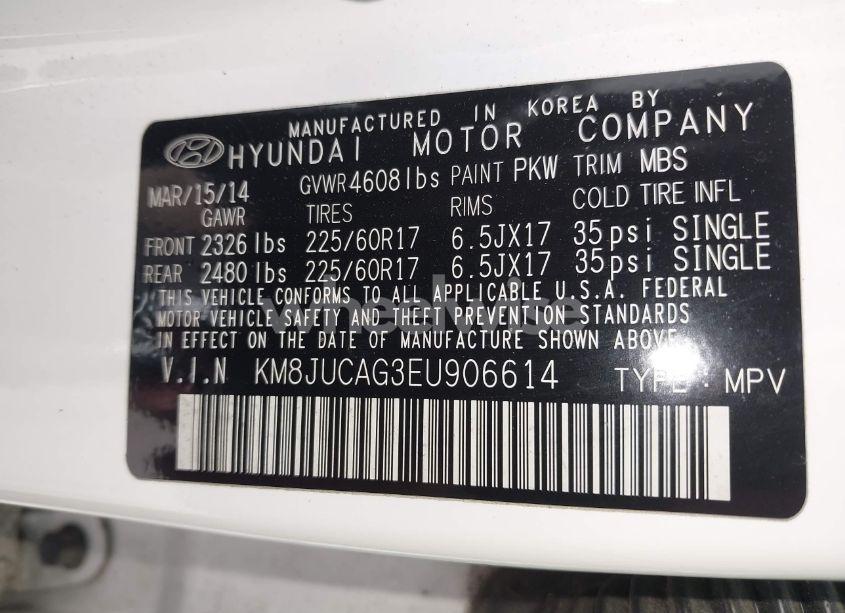 MANUFACTURED IN KOREA BY
HYUNDAI MOTOR COMPANY
MAR/15/14 GVWR 4608lbs PAINT PKW TRIM MBS
GAWR TIRES RIMS COLD TIRE INFL
FRONT 2326 lbs 225/60R17 6.5JX17 35psi SINGLE
REAR 2480 lbs 225/60R17 6.5JX17 35psi SINGLE
THIS VEHICLE CONFORMS TO ALL APPLICABLE U.S.A. FEDERAL
MOTOR VEHICLE SAFETY AND THEFT PREVENTION STANDARDS
IN EFFECT ON THE DATE OF MANUFACTURE SHOWN ABOVE.
V.I.N KM8JUCAG3EU906614 TYPE : MPV